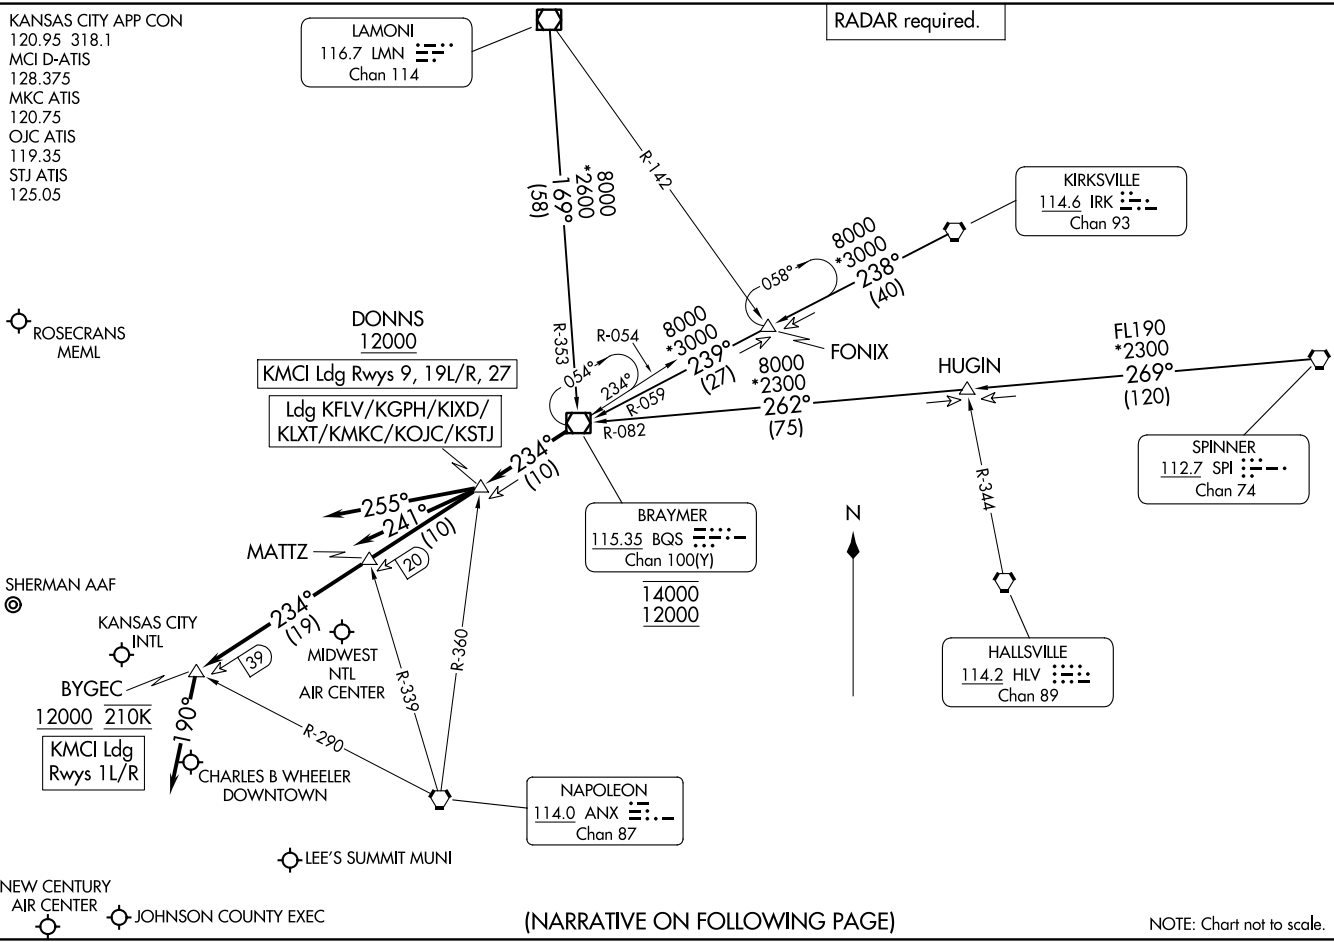 KANSAS CITY APP CON
120.95 318.1
MCI D-ATIS
128.375
MKC ATIS
120.75
OJC ATIS
119.35
STJ ATIS
125.05
LAMONI
116.7 LMN
Chan 114
RADAR required.
R-142
8000
*2600
169°
(58)
R-353
KIRKSVILLE
114.6 IRK
Chan 93
8000
*3000
238°
(40)
058°
FONIX
ROSECRANS
MEML
DONNS
12000
KMCI Ldg Rwys 9, 19L/R, 27
Ldg KFLV/KGPH/KIXD/
KLXT/KMKC/KOJC/KSTJ
R-054
054°
234°
8000
*3000
239°
(27)
R-059
8000
*2300
262°
(75)
R-082
HUGIN
FL190
*2300
269°
(120)
SPINNER
112.7 SPI
Chan 74
R-344
HALLSVILLE
114.2 HLV
Chan 89
234°
(10)
BRAYMER
115.35 BQS
Chan 100(Y)
14000
12000
N
255°
241°
(10)
MATTZ
20
SHERMAN AAF
KANSAS CITY
INTL
234°
(19)
39
MIDWEST
NTL
AIR CENTER
R-360
R-339
R-290
BYGEC
12000 210K
KMCI Ldg
Rwys 1L/R
190°
CHARLES B WHEELER
DOWNTOWN
NAPOLEON
114.0 ANX
Chan 87
LEE'S SUMMIT MUNI
NEW CENTURY
AIR CENTER
JOHNSON COUNTY EXEC
(NARRATIVE ON FOLLOWING PAGE)
NOTE: Chart not to scale.